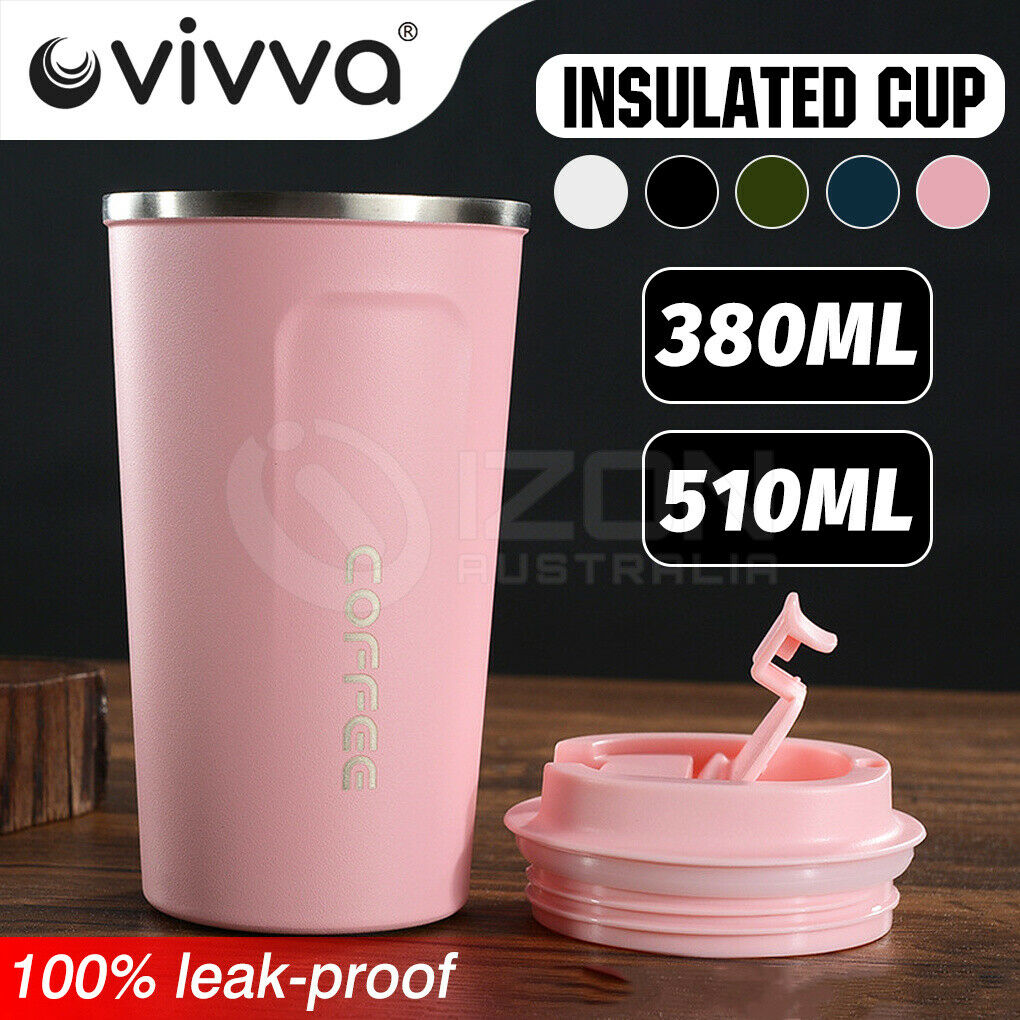 vivva®
INSULATED CUP
380ML
510ML
IZON
AUSTRALIA
COFFEE
100% leak-proof